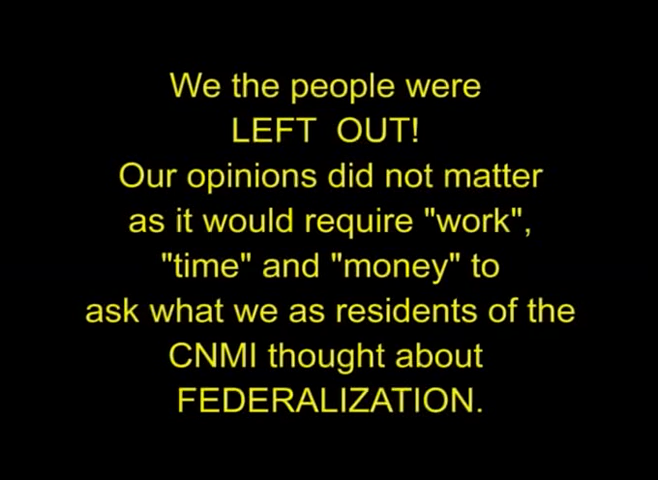 We the people were
LEFT OUT!
Our opinions did not matter
as it would require "work",
"time" and "money" to
ask what we as residents of the
CNMI thought about
FEDERALIZATION.